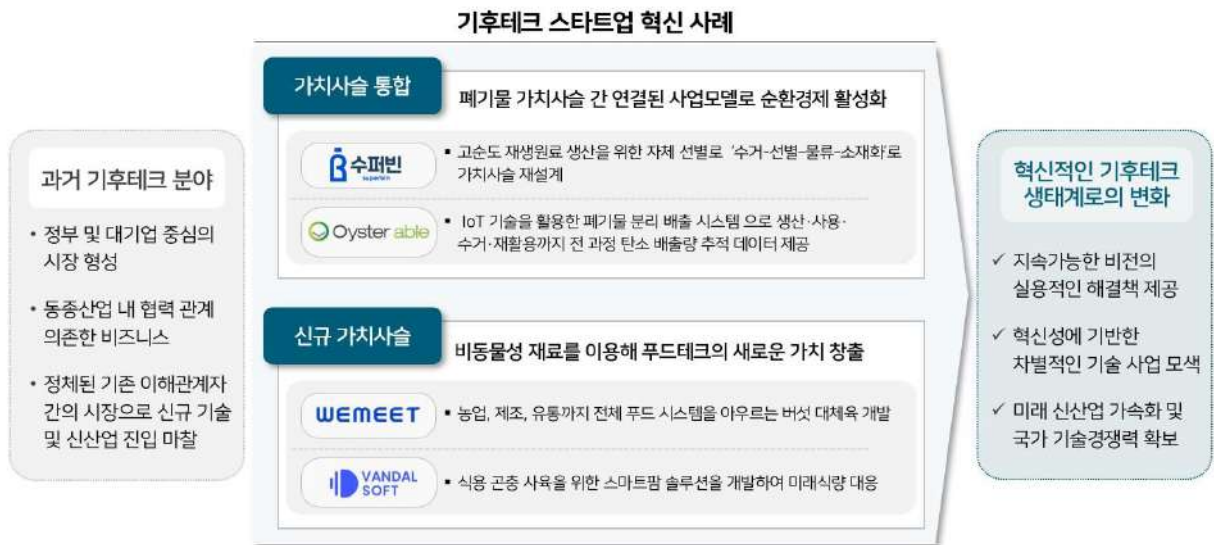 기후테크 스타트업 혁신 사례
과거 기후테크 분야
• 정부 및 대기업 중심의
시장 형성
• 동종산업 내 협력 관계
의존한 비즈니스
• 정체된 기존 이해관계자
간의 시장으로 신규 기술
및 신산업 진입 마찰
가치사슬 통합
폐기물 가치사슬 간 연결된 사업모델로 순환경제 활성화
수퍼빈
superbin
▪ 고순도 재생원료 생산을 위한 자체 선별로 ‘수거-선별-물류-소재화’로
가치사슬 재설계
Oyster able
▪ IoT 기술을 활용한 폐기물 분리 배출 시스템 으로 생산·사용·
수거·재활용까지 전 과정 탄소 배출량 추적 데이터 제공
신규 가치사슬
비동물성 재료를 이용해 푸드테크의 새로운 가치 창출
WEMEET
▪ 농업, 제조, 유통까지 전체 푸드 시스템을 아우르는 버섯 대체육 개발
VANDAL
SOFT
▪ 식용 곤충 사육을 위한 스마트팜 솔루션을 개발하여 미래식량 대응
혁신적인 기후테크
생태계로의 변화
✓ 지속가능한 비전의
실용적인 해결책 제공
✓ 혁신성에 기반한
차별적인 기술 사업 모색
✓ 미래 신산업 가속화 및
국가 기술경쟁력 확보